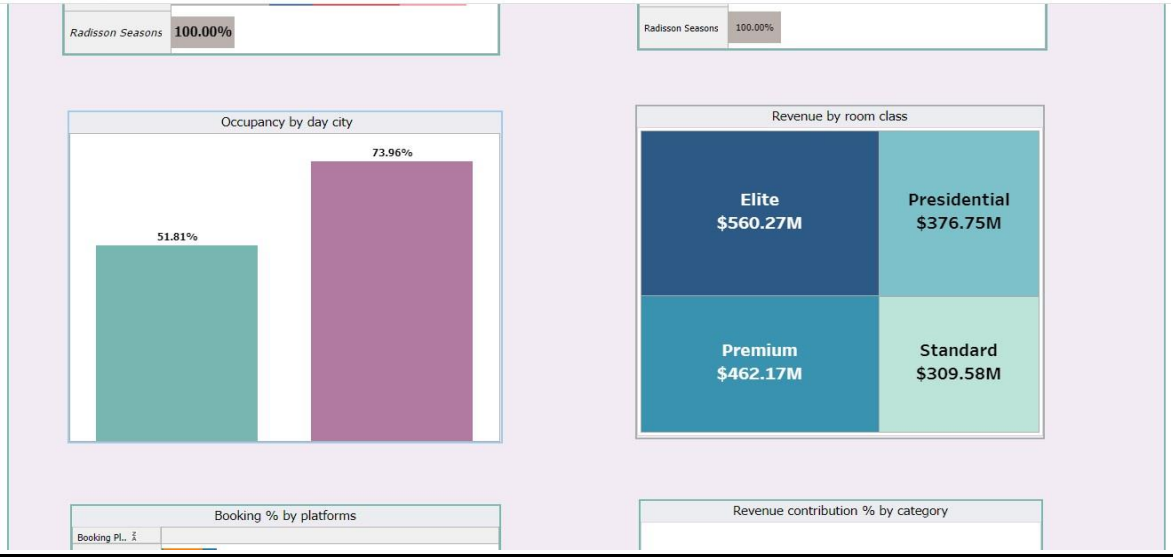 Radisson Seasons 100.00%
Radisson Seasons 100.00%
Occupancy by day city
73.96%
51.81%
Revenue by room class
Elite
$560.27M
Presidential
$376.75M
Premium
$462.17M
Standard
$309.58M
Booking % by platforms
Booking Pl..
Revenue contribution % by category